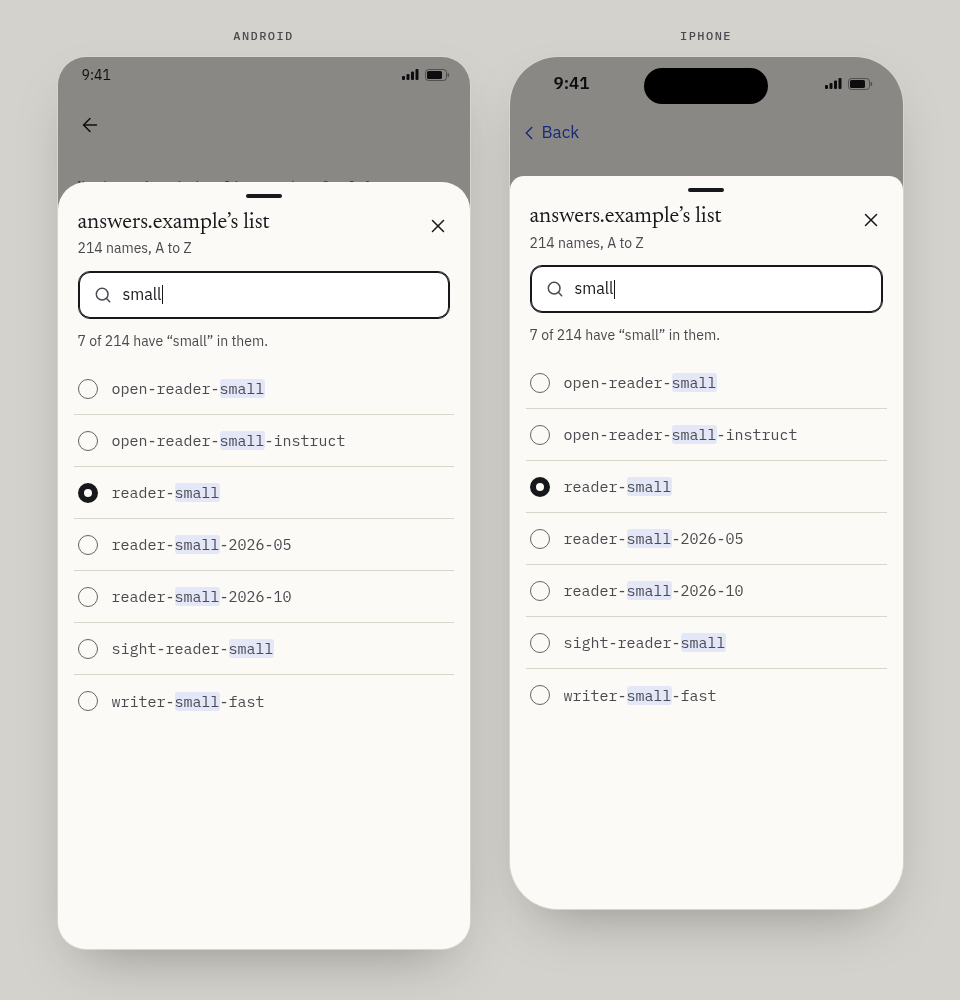 ANDROID
9:41
answers.example’s list
214 names, A to Z
small
7 of 214 have “small” in them.
open-reader-small
open-reader-small-instruct
reader-small
reader-small-2026-05
reader-small-2026-10
sight-reader-small
writer-small-fast
IPHONE
9:41
Back
answers.example’s list
214 names, A to Z
small
7 of 214 have “small” in them.
open-reader-small
open-reader-small-instruct
reader-small
reader-small-2026-05
reader-small-2026-10
sight-reader-small
writer-small-fast